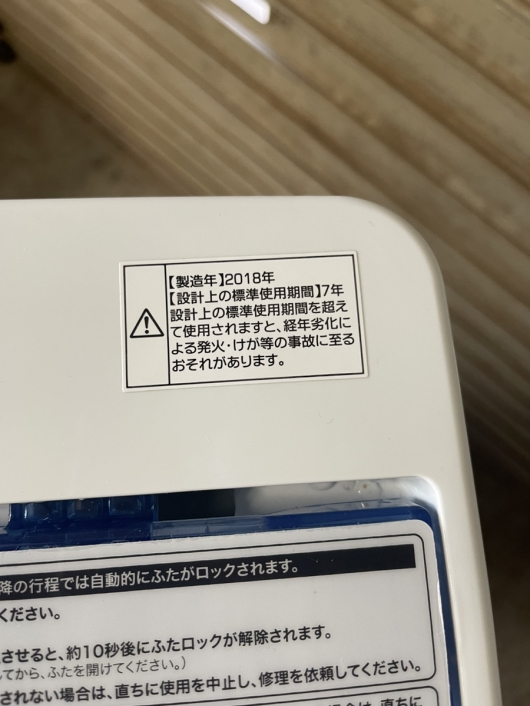 【製造年】2018年
【設計上の標準使用期間】7年
設計上の標準使用期間を超え
て使用されますと、経年劣化に
よる発火・けが等の事故に至る
おそれがあります。
降の行程では自動的にふたがロックされます。
ください。
させると、約10秒後にふたロックが解除されます。
してから、ふたを開けてください。)
されない場合は、直ちに使用を中止し、修理を依頼してください。
場合は、直ちに